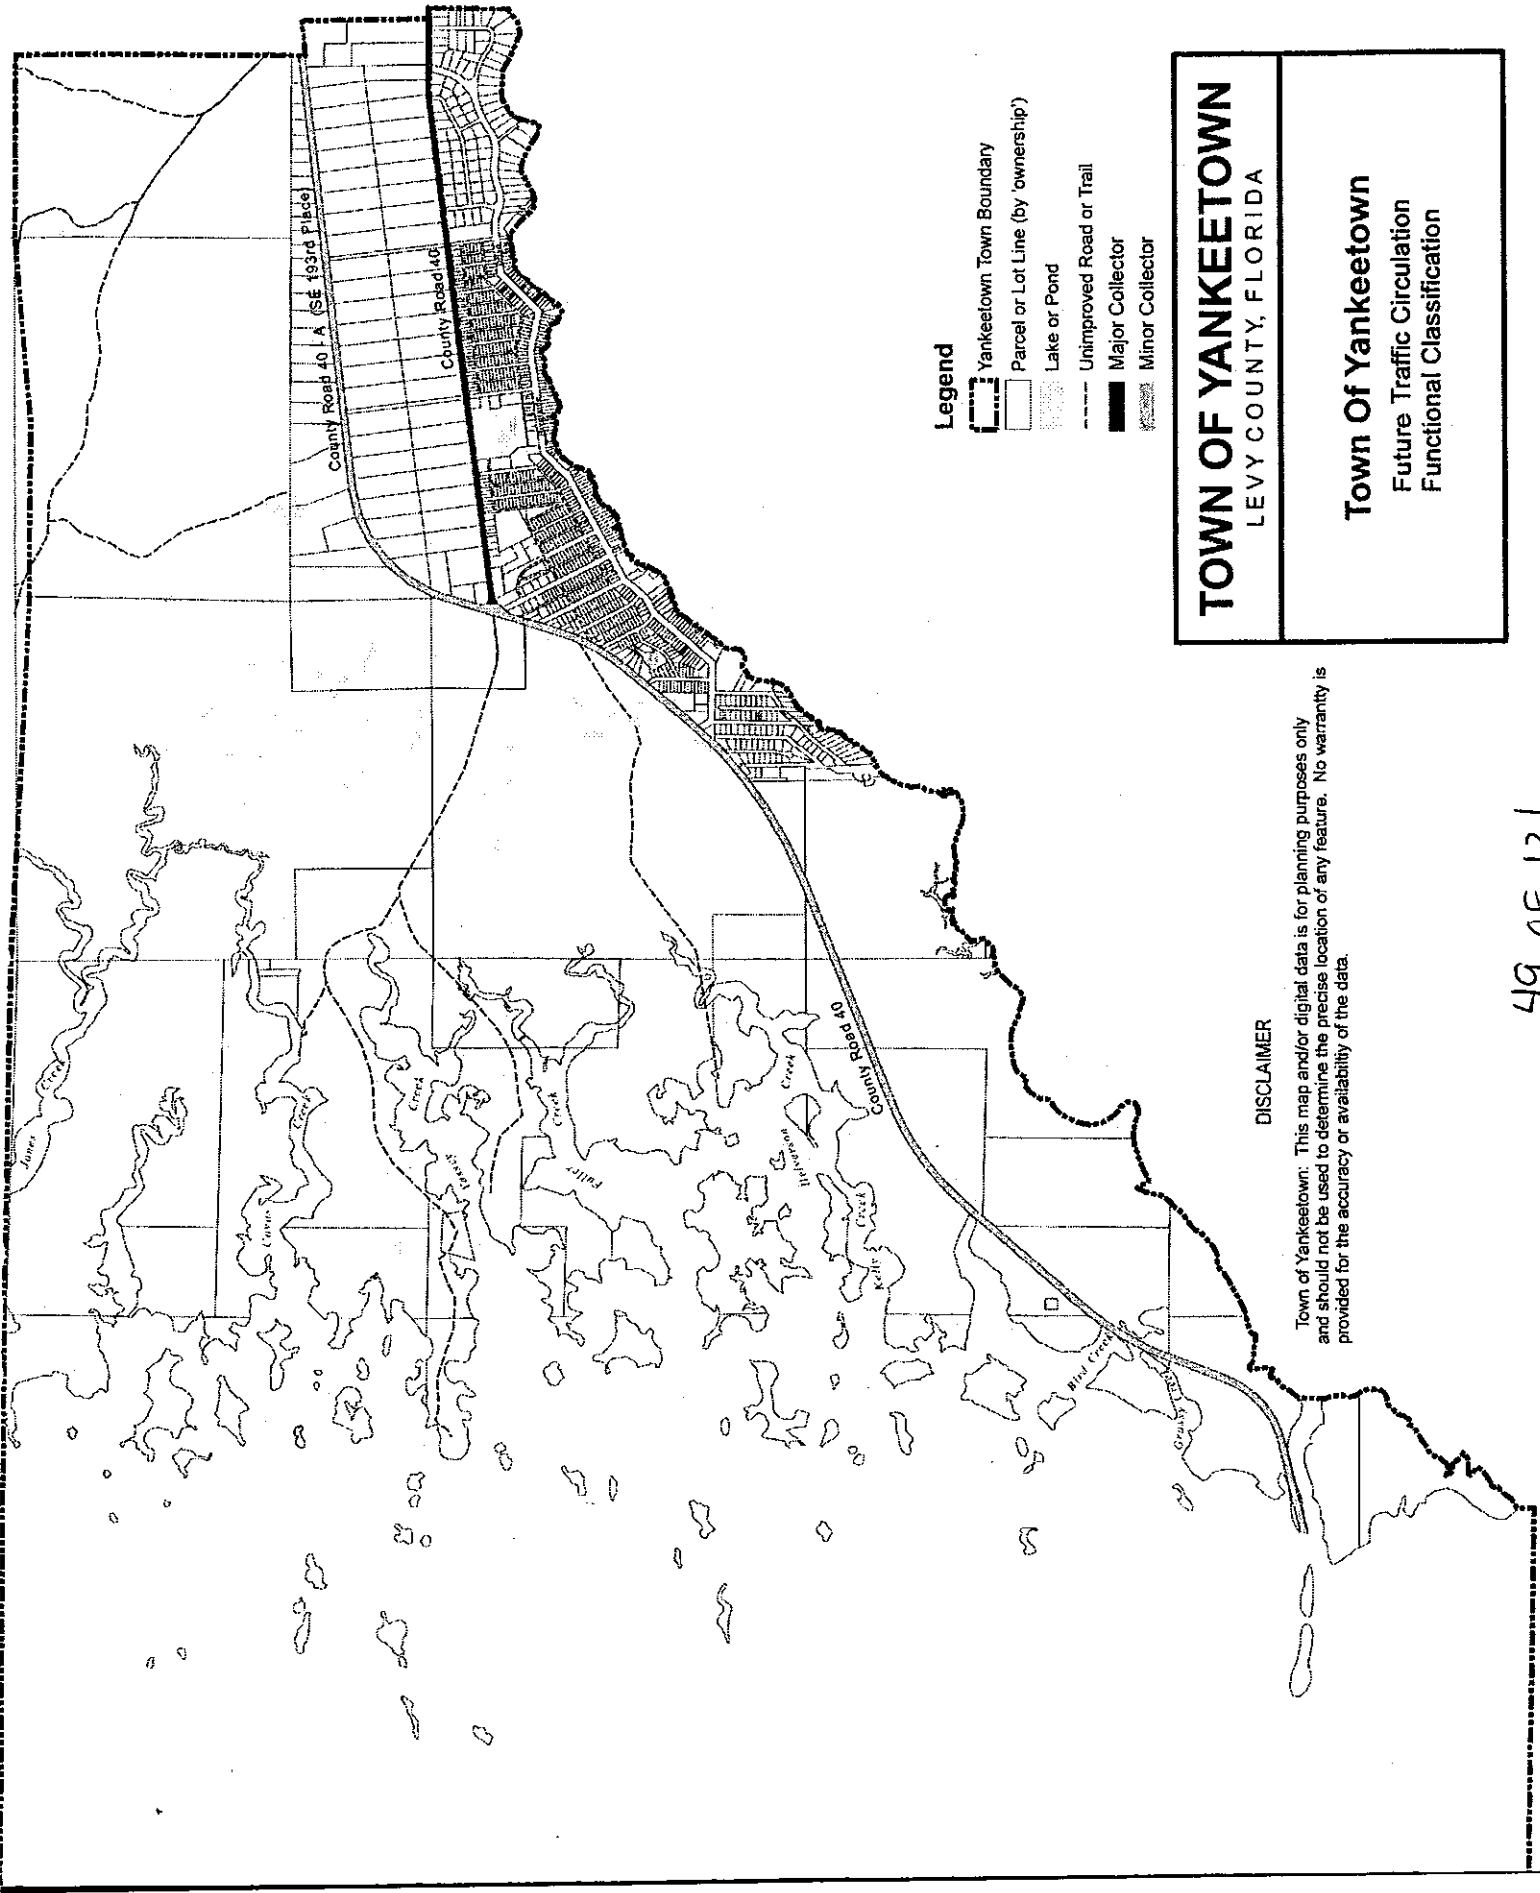 County Road 40 - A (SE 193rd Place)
County Road 40
Jones
Creek
Creek
Creek
Creek
Creek
Kelly
Creek
County Road 40
Bird Creek
Legend
Yankeetown Town Boundary
Parcel or Lot Line (by 'ownership')
Lake or Pond
Unimproved Road or Trail
Major Collector
Minor Collector
TOWN OF YANKEETOWN
LEVY COUNTY, FLORIDA
Town Of Yankeetown
Future Traffic Circulation
Functional Classification
DISCLAIMER
Town of Yankeetown: This map and/or digital data is for planning purposes only
and should not be used to determine the precise location of any feature. No warranty is
provided for the accuracy or availability of the data.
49 OF 121